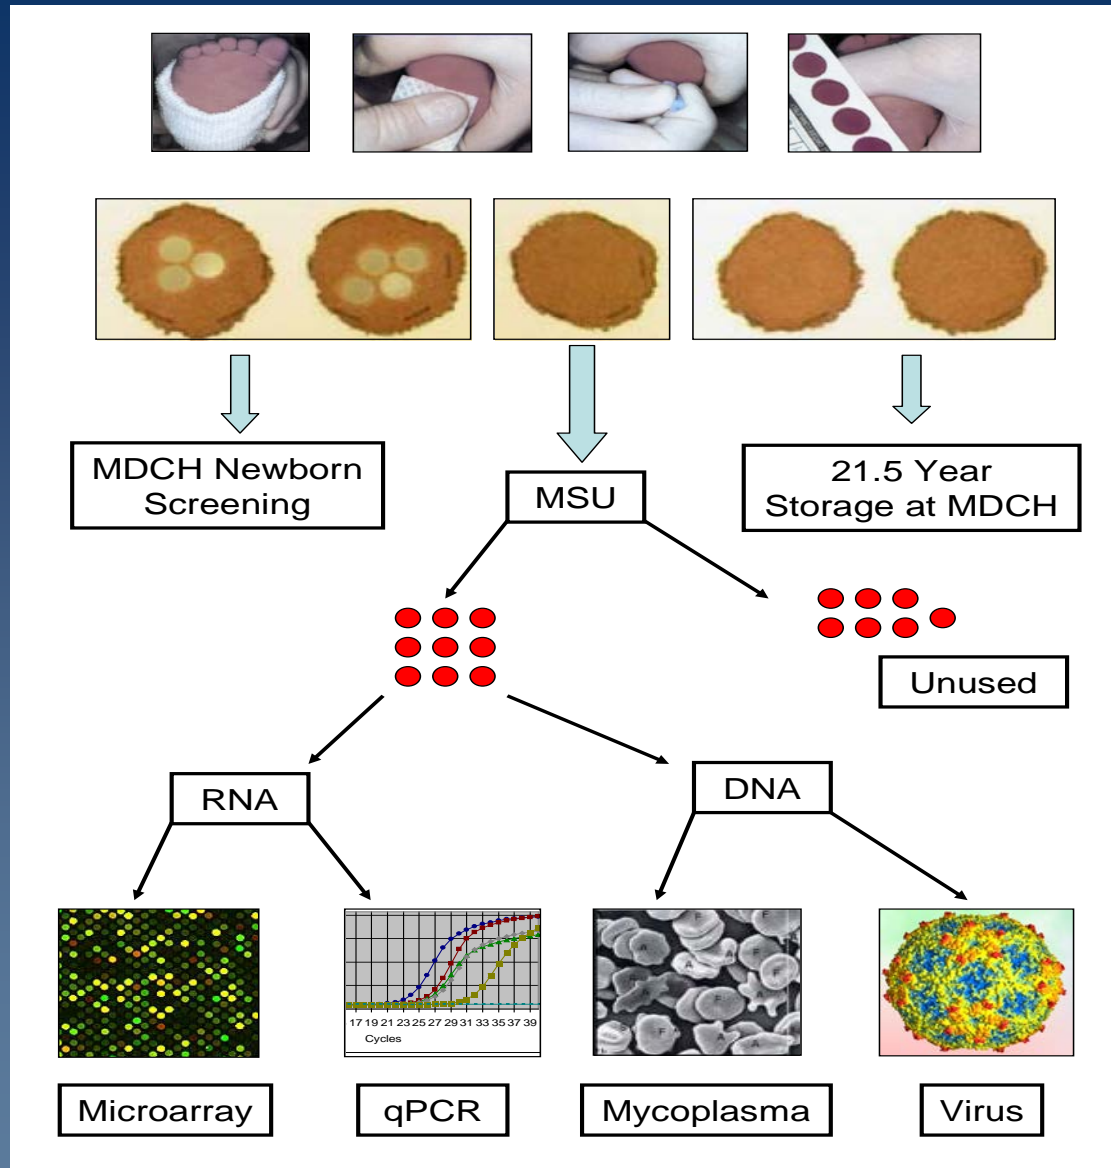 MDCH Newborn
Screening
MSU
21.5 Year
Storage at MDCH
Unused
RNA
DNA
17 19 21 23 25 27 29 31 33 35 37 39
Cycles
Microarray
qPCR
Mycoplasma
Virus